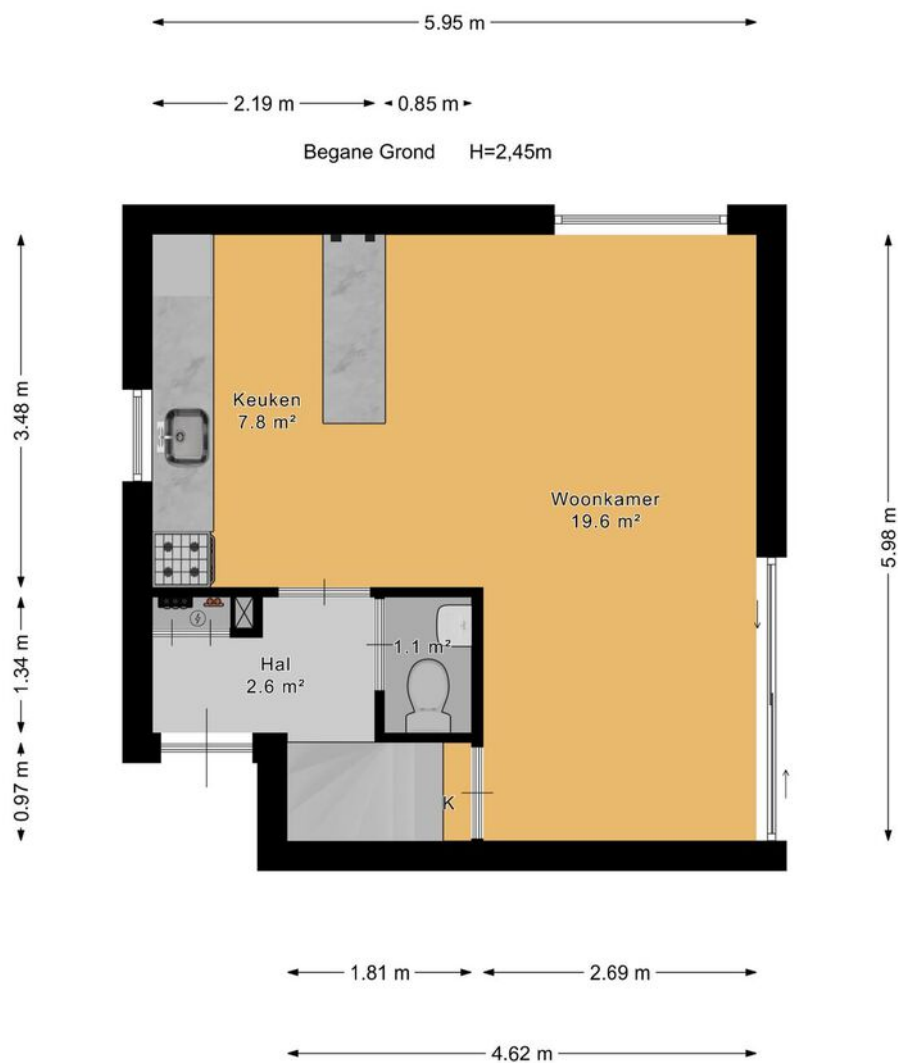 5.95 m
2.19 m
0.85 m
Begane Grond H=2,45m
3.48 m
Keuken
7.8 m²
Woonkamer
19.6 m²
5.98 m
1.34 m
Hal
2.6 m²
1.1 m²
0.97 m
K
1.81 m
2.69 m
4.62 m